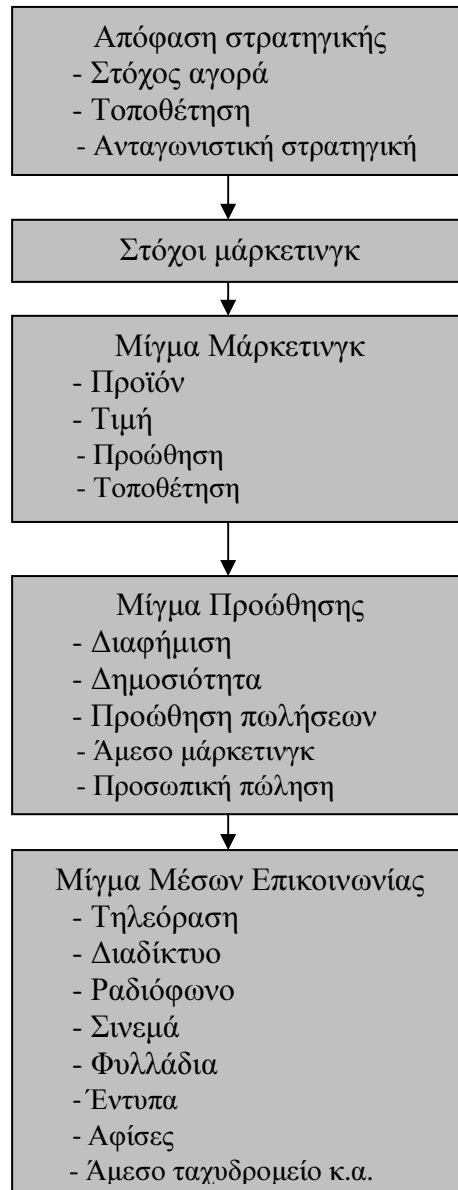 Απόφαση στρατηγικής
- Στόχος αγορά
- Τοποθέτηση
- Ανταγωνιστική στρατηγική
Στόχοι μάρκετινγκ
Μίγμα Μάρκετινγκ
- Προϊόν
- Τιμή
- Προώθηση
- Τοποθέτηση
Μίγμα Προώθησης
- Διαφήμιση
- Δημοσιότητα
- Προώθηση πωλήσεων
- Άμεσο μάρκετινγκ
- Προσωπική πώληση
Μίγμα Μέσων Επικοινωνίας
- Τηλεόραση
- Διαδίκτυο
- Ραδιόφωνο
- Σινεμά
- Φυλλάδια
- Έντυπα
- Αφίσες
- Άμεσο ταχυδρομείο κ.α.